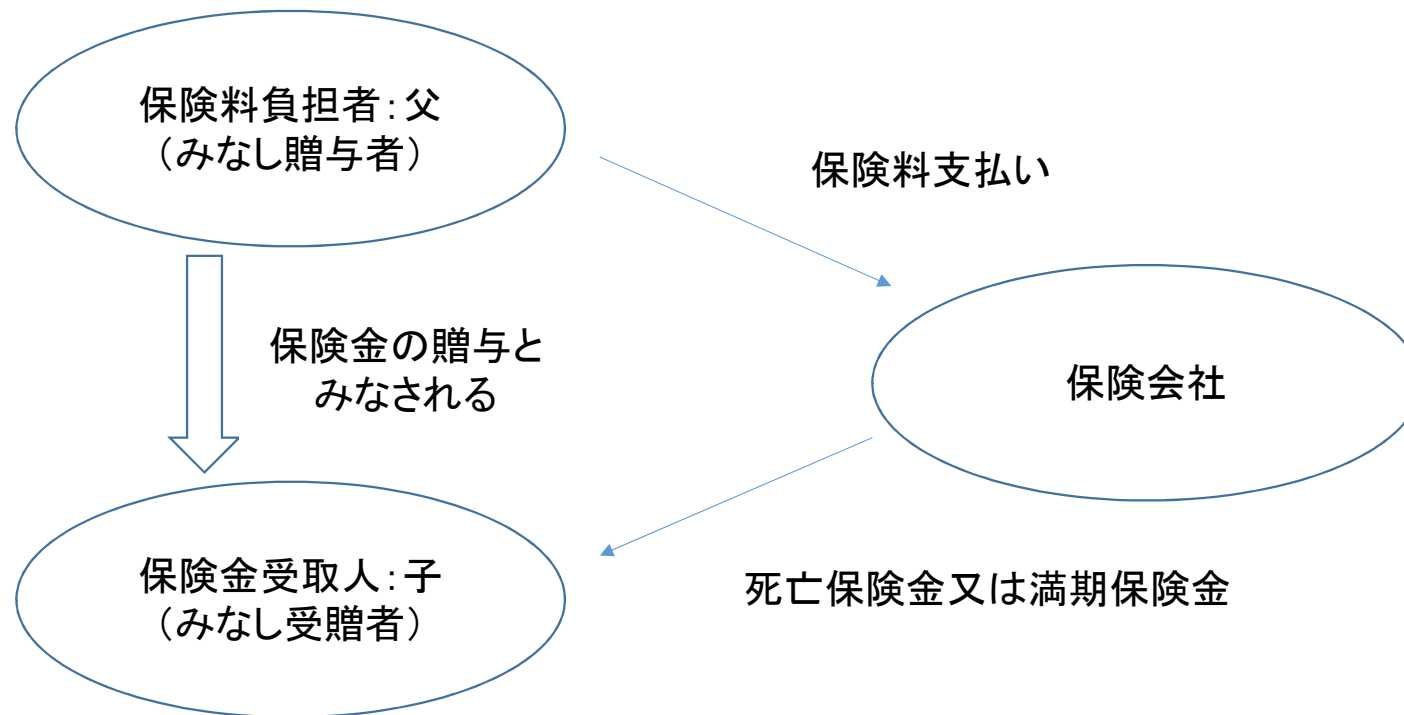 保険料負担者：父
（みなし贈与者）
保険料支払い
保険金の贈与と
みなされる
保険会社
保険金受取人：子
（みなし受贈者）
死亡保険金又は満期保険金